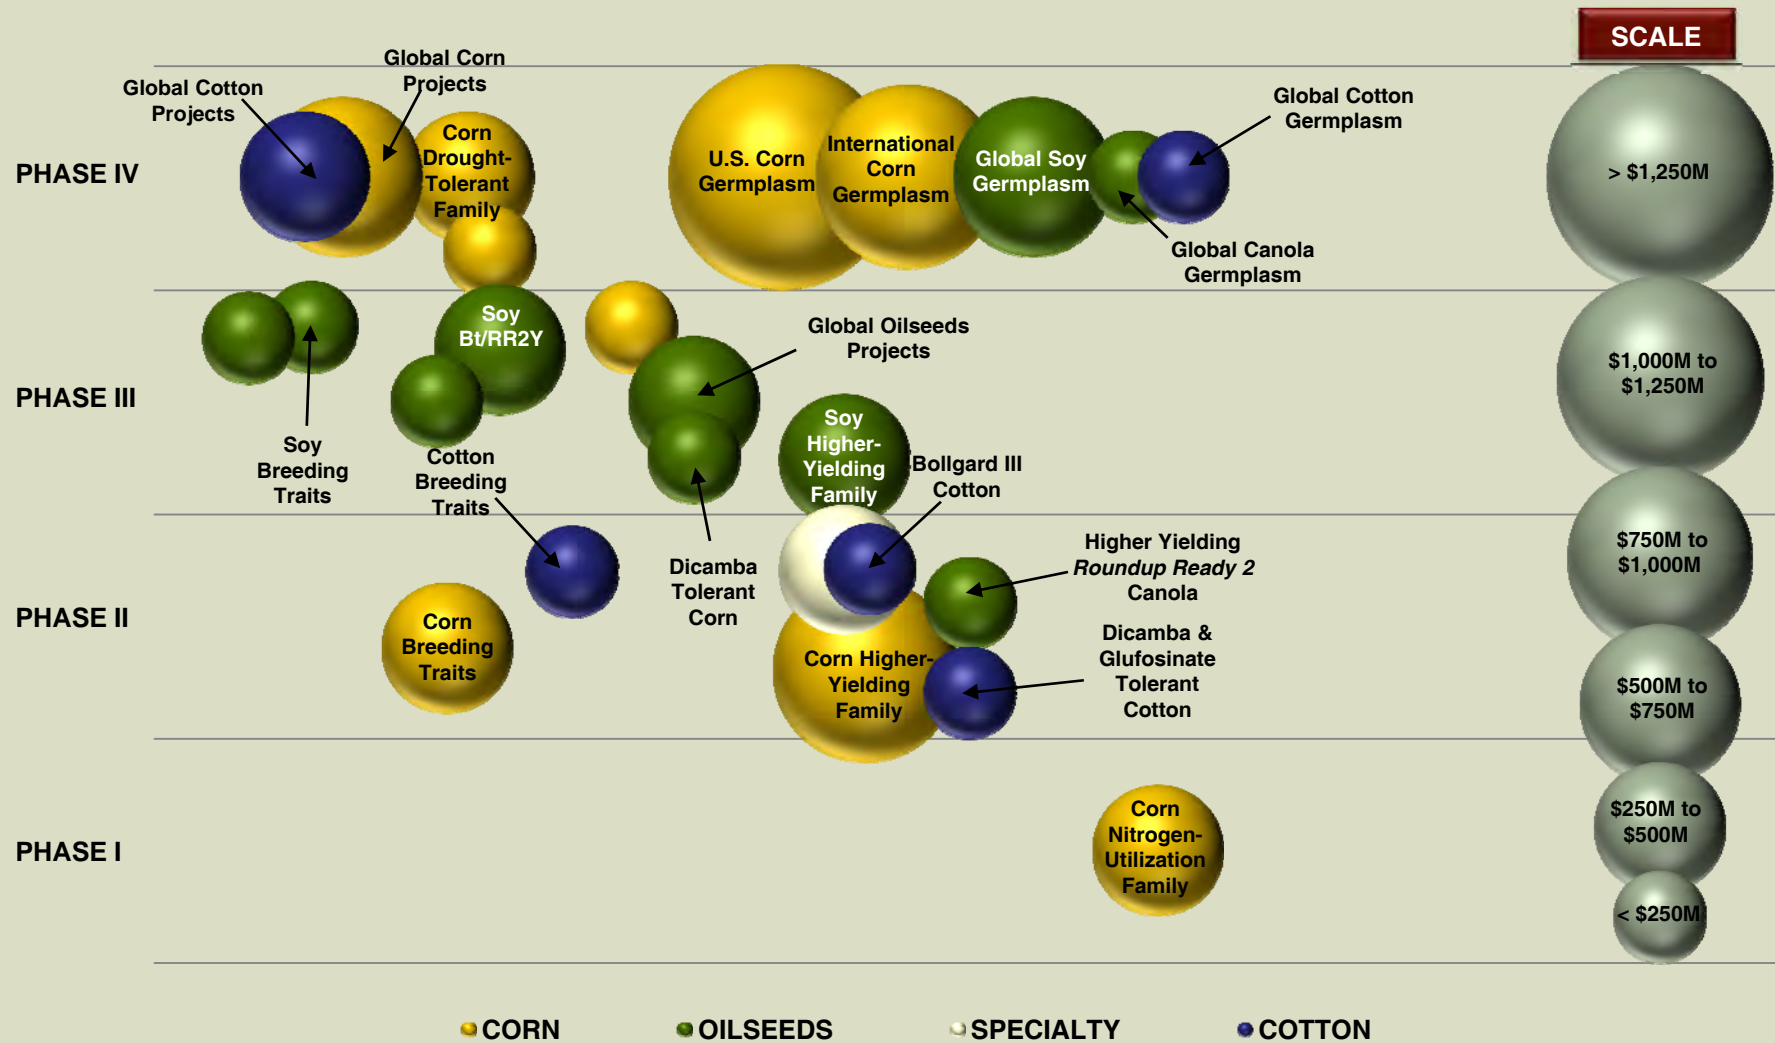 SCALE
Global Corn
Projects
Global Cotton
Projects
PHASE IV
Corn
Drought-
Tolerant
Family
U.S. Corn
Germplasm
International
Corn
Germplasm
Global Soy
Germplasm
Global Cotton
Germplasm
Global Canola
Germplasm
> $1,250M
PHASE III
Soy
Bt/RR2Y
Global Oilseeds
Projects
Soy
Breeding
Traits
Cotton
Breeding
Traits
Soy
Higher-
Yielding
Family
Bollgard III
Cotton
$1,000M to
$1,250M
PHASE II
Corn
Breeding
Traits
Dicamba
Tolerant
Corn
Higher Yielding
Roundup Ready 2
Canola
Corn Higher-
Yielding
Family
Dicamba &
Glufosinate
Tolerant
Cotton
$750M to
$1,000M
$500M to
$750M
PHASE I
Corn
Nitrogen-
Utilization
Family
$250M to
$500M
< $250M
CORN
OILSEEDS
SPECIALTY
COTTON